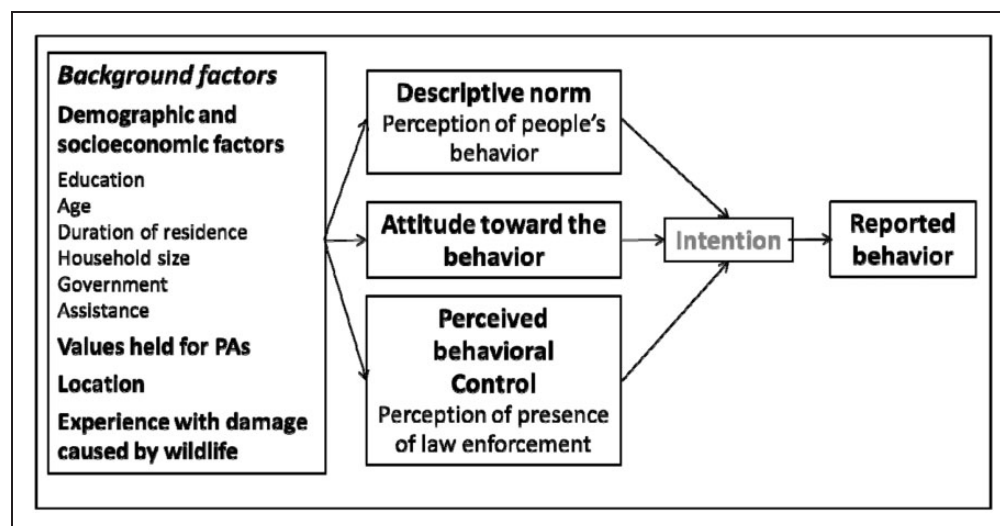 Background factors
Demographic and
socioeconomic factors
Education
Age
Duration of residence
Household size
Government
Assistance
Values held for PAs
Location
Experience with damage
caused by wildlife
Descriptive norm
Perception of people's
behavior
Attitude toward the
behavior
Perceived
behavioral
Control
Perception of presence
of law enforcement
Intention
Reported
behavior